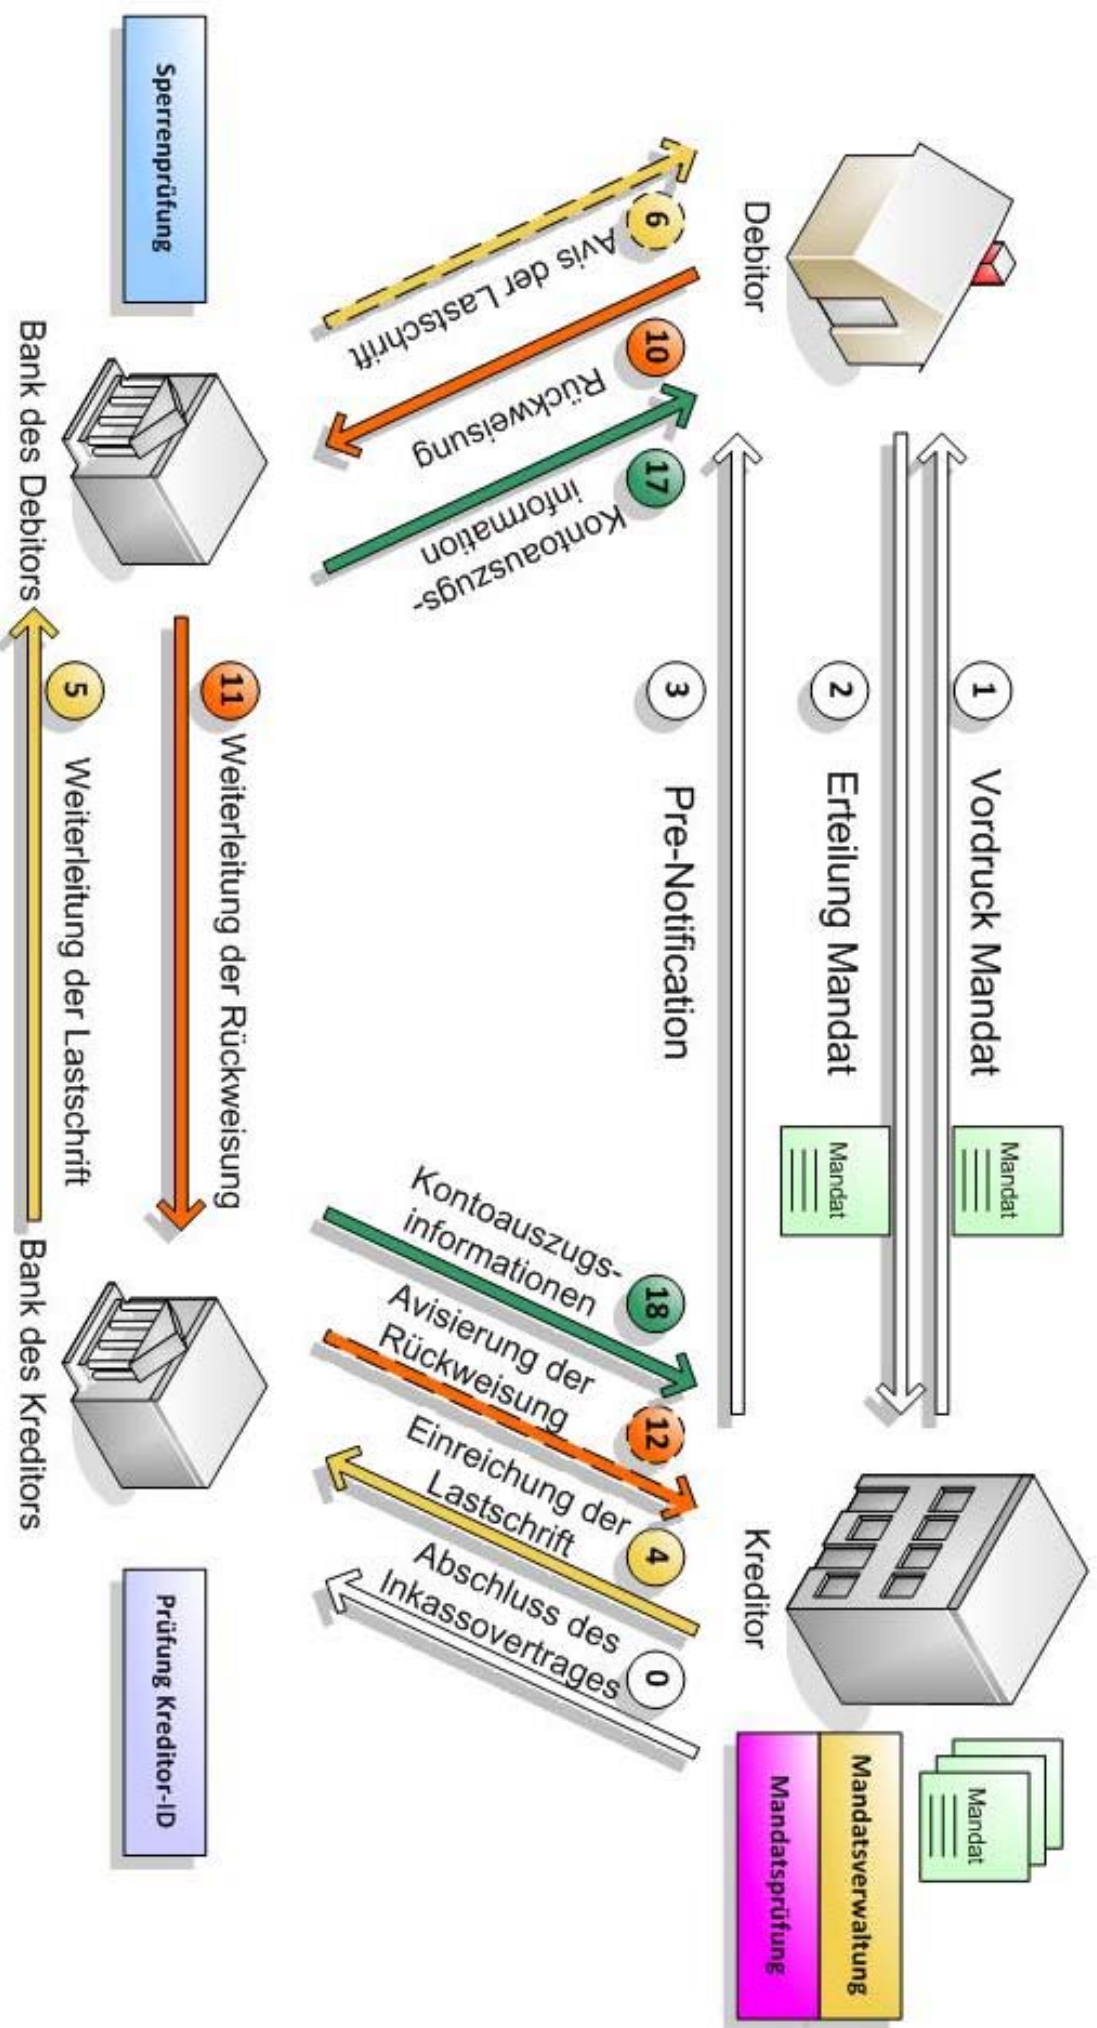 Mandat
1
Vordruck Mandat
Mandat
2
Erteilung Mandat
Mandat
3
Pre-Notification
Debitor
Kreditor
Mandatsverwaltung
Mandatsprüfung
6
Avis der Lastschrift
10
Rückweisung
17
Kontoauszugs-
information
18
Kontoauszugs-
informationen
12
Avisierung der
Rückweisung
4
Einreichung der
Lastschrift
0
Abschluss des
Inkassovertrages
11
Weiterleitung der Rückweisung
5
Weiterleitung der Lastschrift
Sperrenprüfung
Bank des Debitors
Bank des Kreditors
Prüfung Kreditor-ID